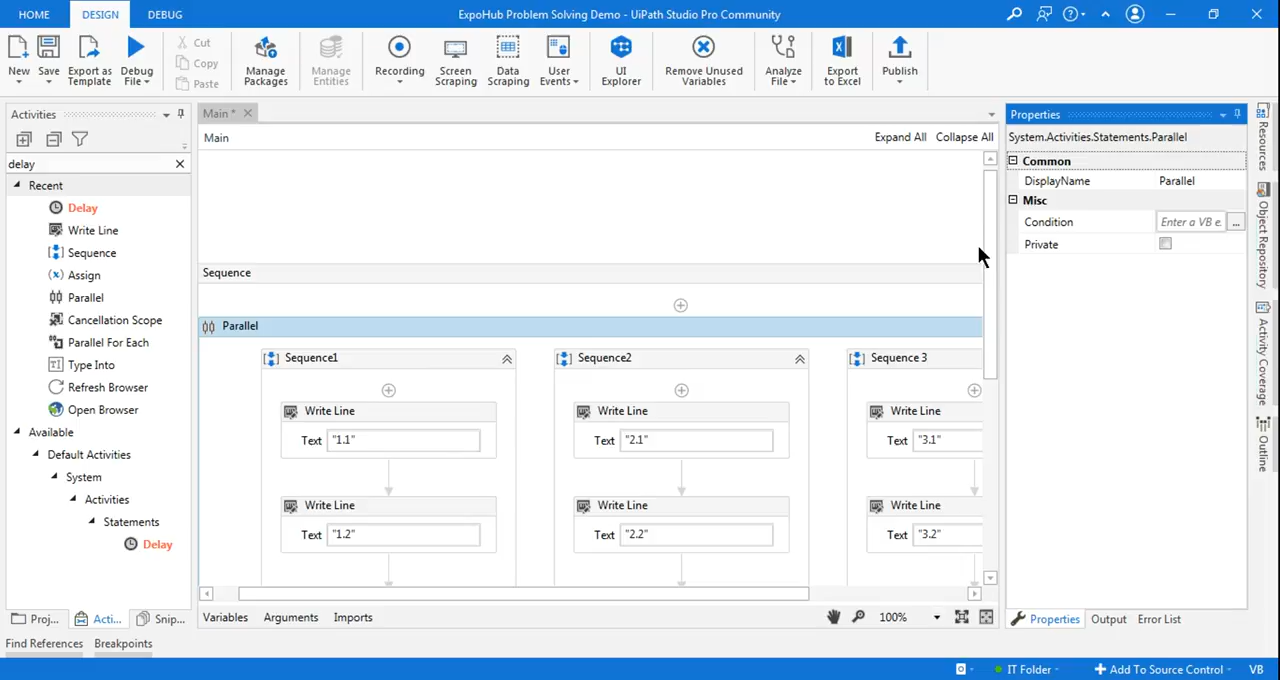 HOME DESIGN DEBUG ExpoHub Problem Solving Demo - UiPath Studio Pro Community
New Save Export as Template Debug File Cut Copy Paste Manage Packages Manage Entities Recording Screen Scraping Data Scraping User Events UI Explorer Remove Unused Variables Analyze File Export to Excel Publish
Activities
delay
Recent
Delay
Write Line
Sequence
Assign
Parallel
Cancellation Scope
Parallel For Each
Type Into
Refresh Browser
Open Browser
Available
Default Activities
System
Activities
Statements
Delay
Proj... Acti... Snip...
Find References Breakpoints
Main *
Main Expand All Collapse All
Sequence
Parallel
Sequence1 Sequence2 Sequence 3
Write Line Write Line Write Line
Text "1.1" Text "2.1" Text "3.1"
Write Line Write Line Write Line
Text "1.2" Text "2.2" Text "3.2"
Variables Arguments Imports 100%
Properties
System.Activities.Statements.Parallel
Common
DisplayName Parallel
Misc
Condition Enter a VB e ...
Private
Properties Output Error List
Resources
Object Repository
Activity Coverage
Outline
IT Folder Add To Source Control VB